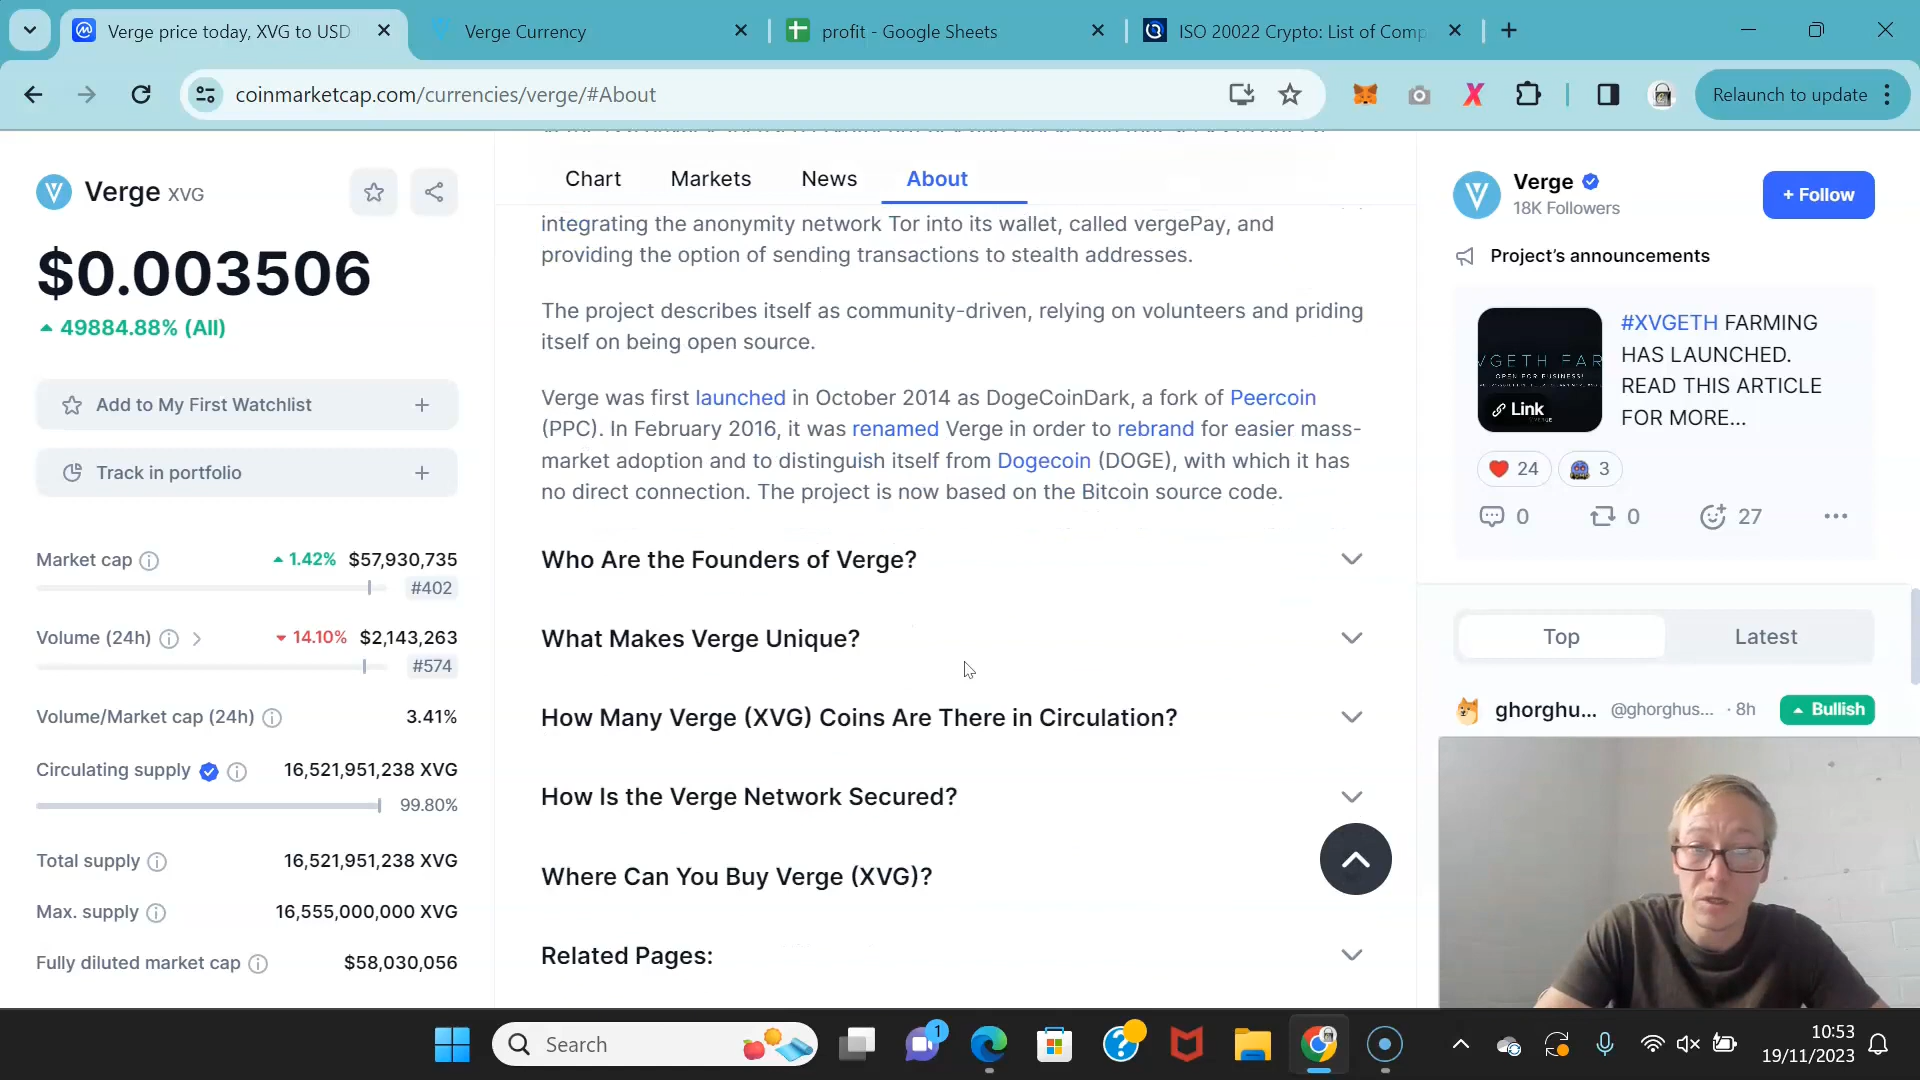 Verge price today, XVG to USD
Verge Currency
profit - Google Sheets
ISO 20022 Crypto: List of Comp
coinmarketcap.com/currencies/verge/#About
Relaunch to update
Verge XVG
$0.003506
49884.88% (All)
Add to My First Watchlist
Track in portfolio
Market cap 1.42% $57,930,735
#402
Volume (24h) 14.10% $2,143,263
#574
Volume/Market cap (24h) 3.41%
Circulating supply 16,521,951,238 XVG
99.80%
Total supply 16,521,951,238 XVG
Max. supply 16,555,000,000 XVG
Fully diluted market cap $58,030,056
Chart Markets News About
integrating the anonymity network Tor into its wallet, called vergePay, and
providing the option of sending transactions to stealth addresses.
The project describes itself as community-driven, relying on volunteers and priding
itself on being open source.
Verge was first launched in October 2014 as DogeCoinDark, a fork of Peercoin
(PPC). In February 2016, it was renamed Verge in order to rebrand for easier mass-
market adoption and to distinguish itself from Dogecoin (DOGE), with which it has
no direct connection. The project is now based on the Bitcoin source code.
Who Are the Founders of Verge?
What Makes Verge Unique?
How Many Verge (XVG) Coins Are There in Circulation?
How Is the Verge Network Secured?
Where Can You Buy Verge (XVG)?
Related Pages:
Verge
18K Followers
+ Follow
Project's announcements
VGETH FAR
OPEN FOR BUSINESS!
Link
#XVGETH FARMING
HAS LAUNCHED.
READ THIS ARTICLE
FOR MORE...
24 3
0 0 27
Top Latest
ghorghu... @ghorghus... · 8h Bullish
Search
1
10:53
19/11/2023